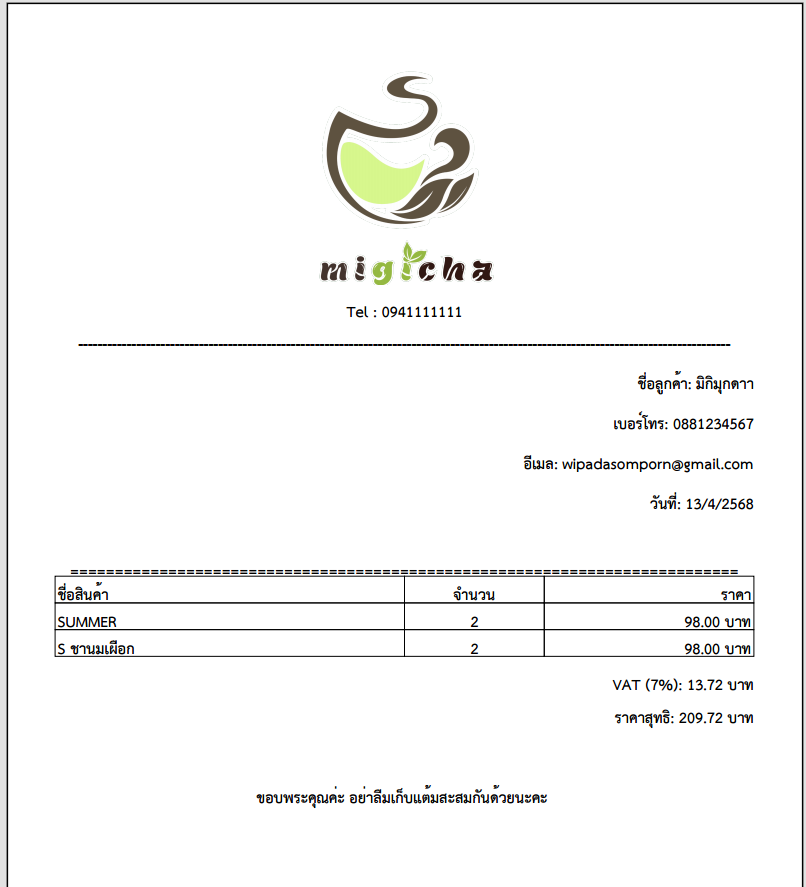 migicha
Tel : 0941111111
--------------------------------------------------------------------------------------------------------------------------------------------
ชื่อลูกค้า: มิกิมุกดาา
เบอร์โทร: 0881234567
อีเมล: wipadasomporn@gmail.com
วันที่: 13/4/2568
===========================================================================
ชื่อสินค้า จำนวน ราคา
SUMMER 2 98.00 บาท
S ชานมเผือก 2 98.00 บาท
VAT (7%): 13.72 บาท
ราคาสุทธิ: 209.72 บาท
ขอบพระคุณค่ะ อย่าลืมเก็บแต้มสะสมกันด้วยนะคะ